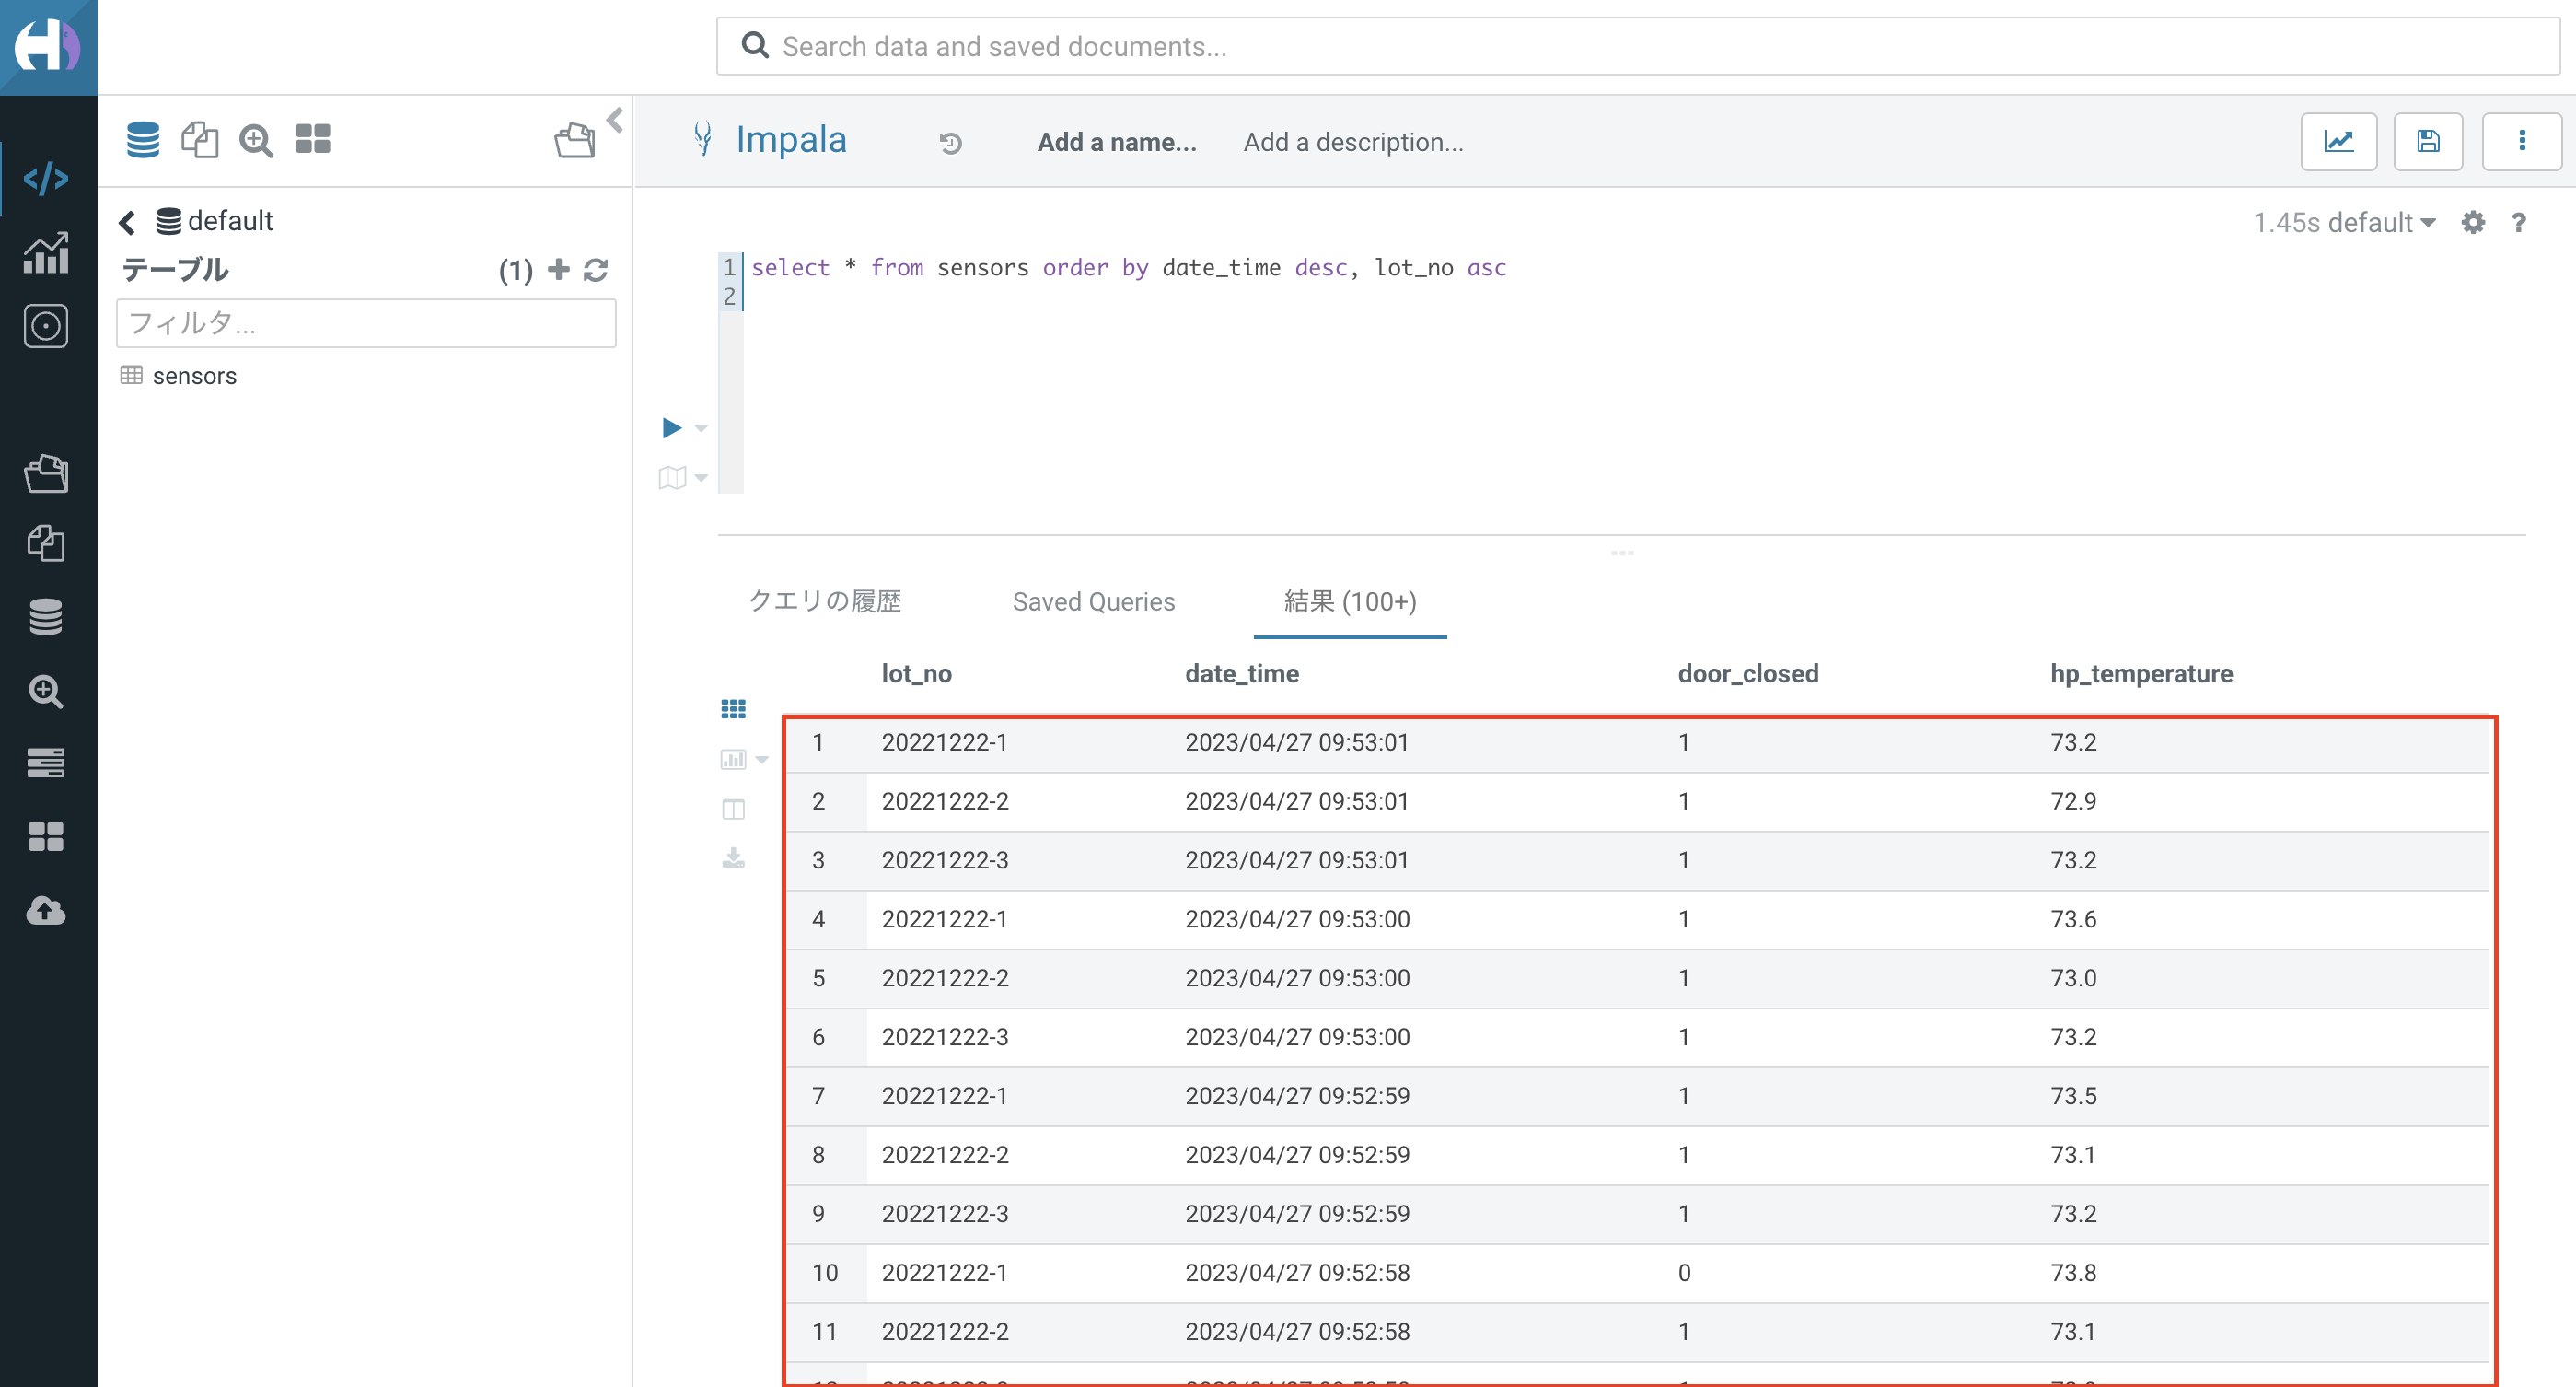 Search data and saved documents...
Impala
Add a name...
Add a description...
default
テーブル (1)
フィルタ...
sensors
1.45s default
?
1 select * from sensors order by date_time desc, lot_no asc
2
クエリの履歴
Saved Queries
結果 (100+)
lot_no date_time door_closed hp_temperature
1 20221222-1 2023/04/27 09:53:01 1 73.2
2 20221222-2 2023/04/27 09:53:01 1 72.9
3 20221222-3 2023/04/27 09:53:01 1 73.2
4 20221222-1 2023/04/27 09:53:00 1 73.6
5 20221222-2 2023/04/27 09:53:00 1 73.0
6 20221222-3 2023/04/27 09:53:00 1 73.2
7 20221222-1 2023/04/27 09:52:59 1 73.5
8 20221222-2 2023/04/27 09:52:59 1 73.1
9 20221222-3 2023/04/27 09:52:59 1 73.2
10 20221222-1 2023/04/27 09:52:58 0 73.8
11 20221222-2 2023/04/27 09:52:58 1 73.1